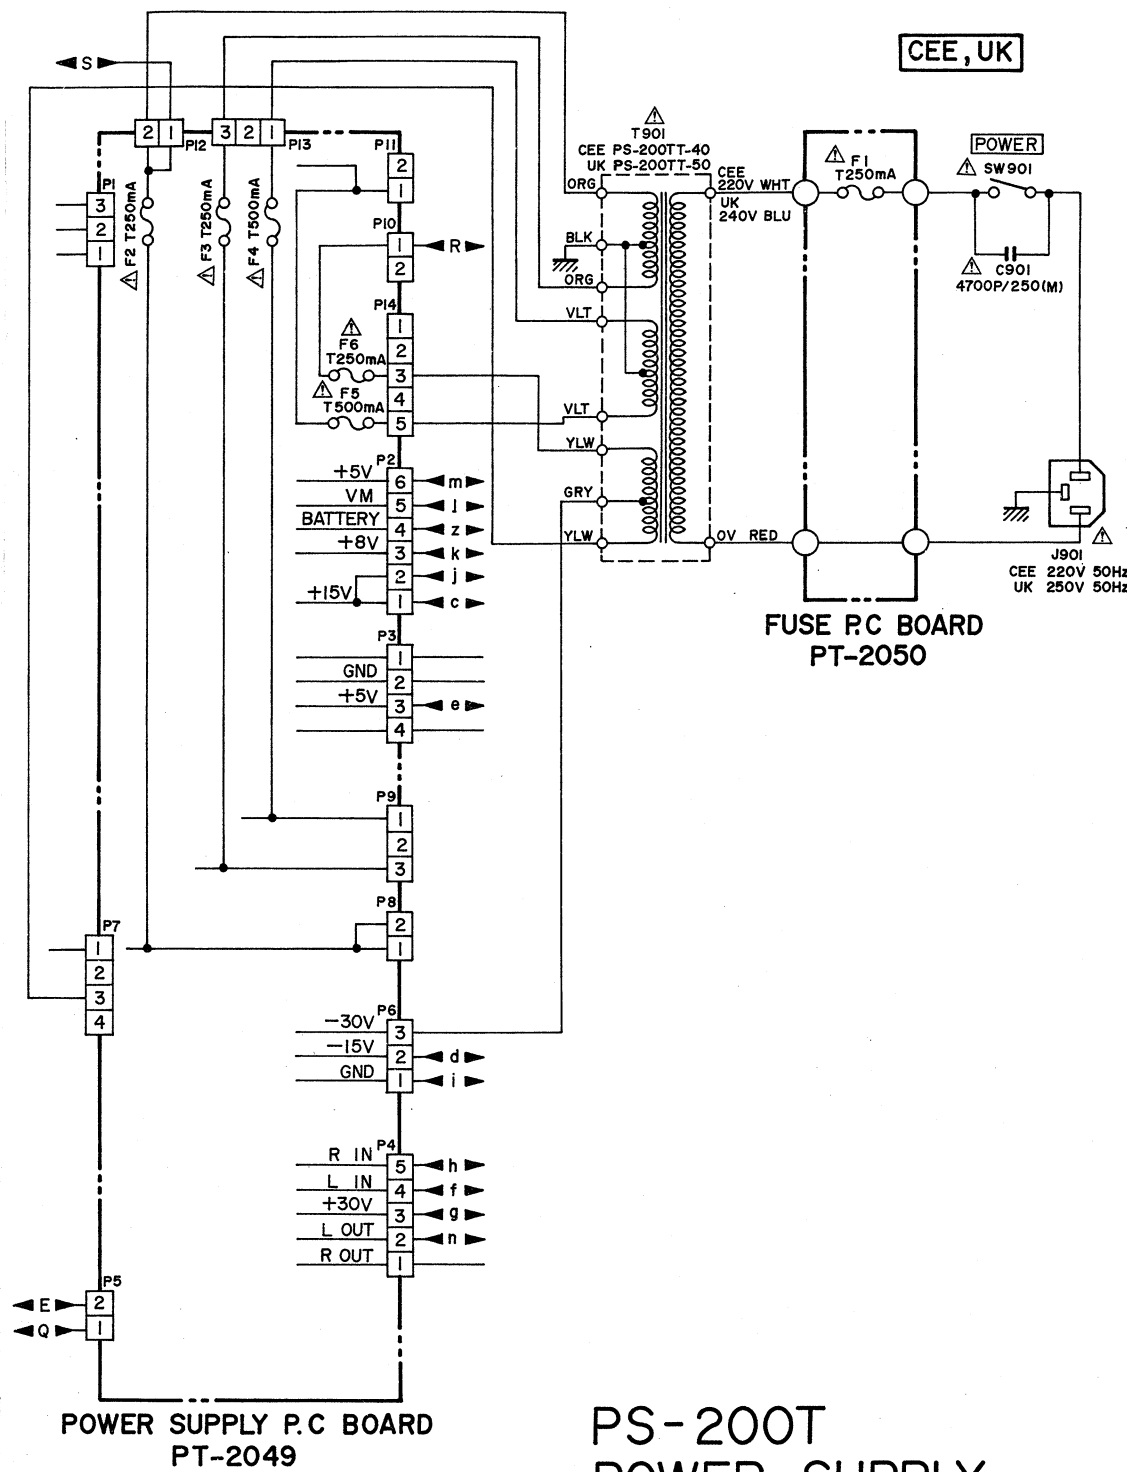 CEE, UK
S
2 1
P12
3 2 1
P13
P11
2
1
P1
3
2
1
F2 T250mA
F3 T250mA
F4 T500mA
P10
1
R
2
P14
1
2
3
4
5
F6
T250mA
F5
T500mA
T901
CEE PS-200TT-40
UK PS-200TT-50
ORG
BLK
ORG
VLT
VLT
YLW
GRY
YLW
CEE
220V WHT
UK
240V BLU
0V RED
F1
T250mA
POWER
SW901
C901
4700P/250(M)
J901
CEE 220V 50Hz
UK 250V 50Hz
FUSE P.C BOARD
PT-2050
P2
+5V 6 m
VM 5 l
BATTERY 4 z
+8V 3 k
2 j
+15V 1 c
P3
1
GND 2
+5V 3 e
4
P9
1
2
3
P8
2
1
P7
1
2
3
4
P6
-30V 3
-15V 2 d
GND 1 i
P4
R IN 5 h
L IN 4 f
+30V 3 g
L OUT 2 n
R OUT 1
P5
E 2
Q 1
POWER SUPPLY P.C BOARD
PT-2049
PS-200T
POWER SUPPLY